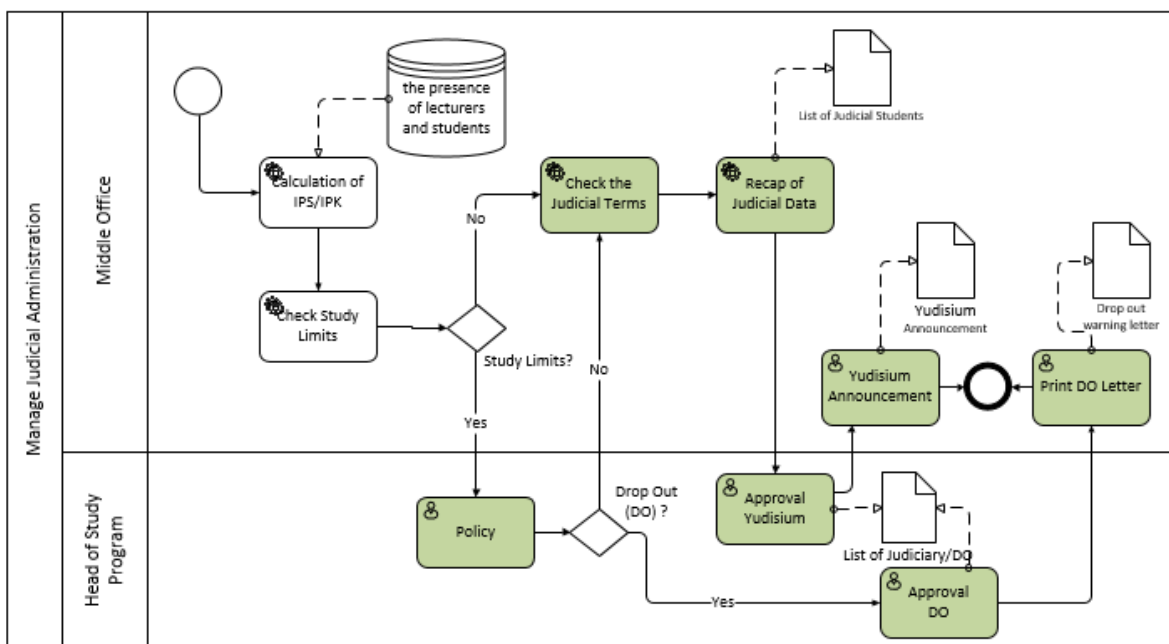 Manage Judicial Administration
Middle Office
Head of Study
Program
the presence
of lecturers
and students
List of Judicial Students
Calculation of
IPS/IPK
Check the
Judicial Terms
Recap of
Judicial Data
No
Check Study
Limits
Study Limits?
Yudisium
Announcement
Drop out
warning letter
No
Yudisium
Announcement
Print DO Letter
Yes
Policy
Drop Out
(DO) ?
Approval
Yudisium
List of Judiciary/DO
Yes
Approval
DO